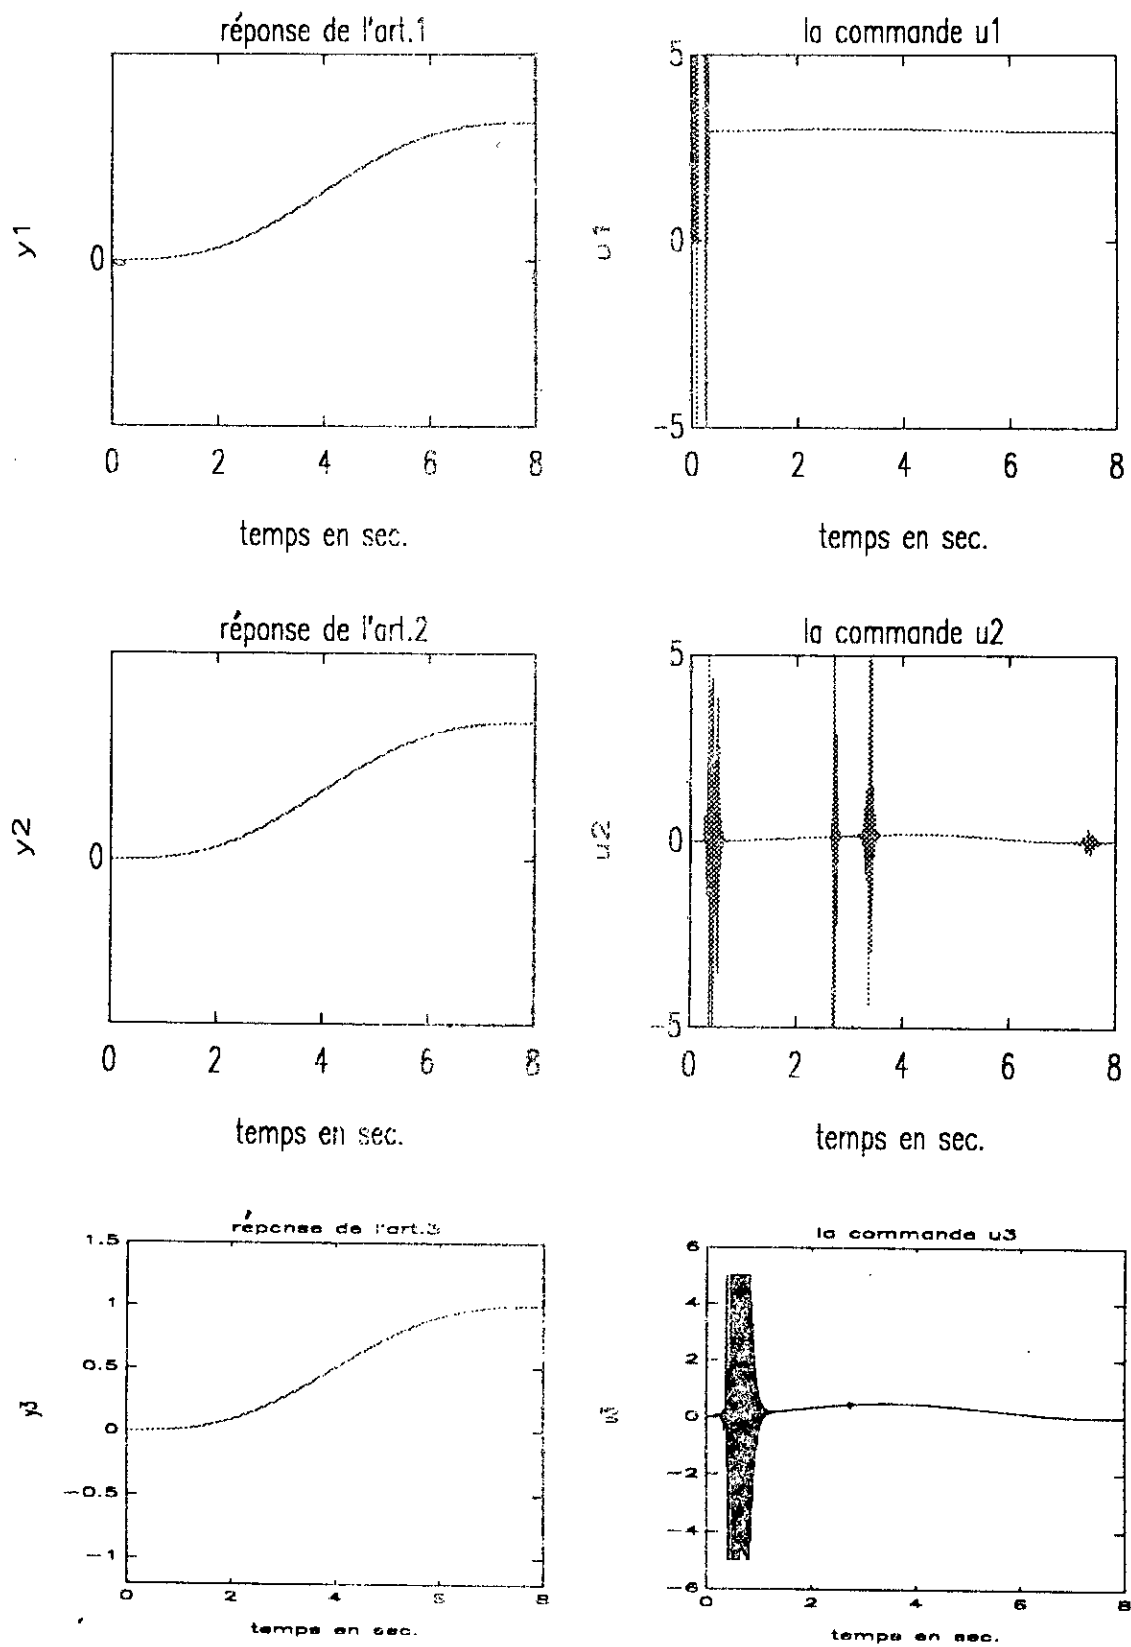 réponse de l'art.1
y1
0
0 2 4 6 8
temps en sec.
la commande u1
u1
5
0
-5
0 2 4 6 8
temps en sec.
réponse de l'art.2
y2
0
0 2 4 6 8
temps en sec.
la commande u2
u2
5
0
-5
0 2 4 6 8
temps en sec.
réponse de l'art.3
y3
1.5
1
0.5
0
-0.5
-1
0 2 4 6 8
temps en sec.
la commande u3
u3
6
4
2
0
-2
-4
-6
0 2 4 6 8
temps en sec.